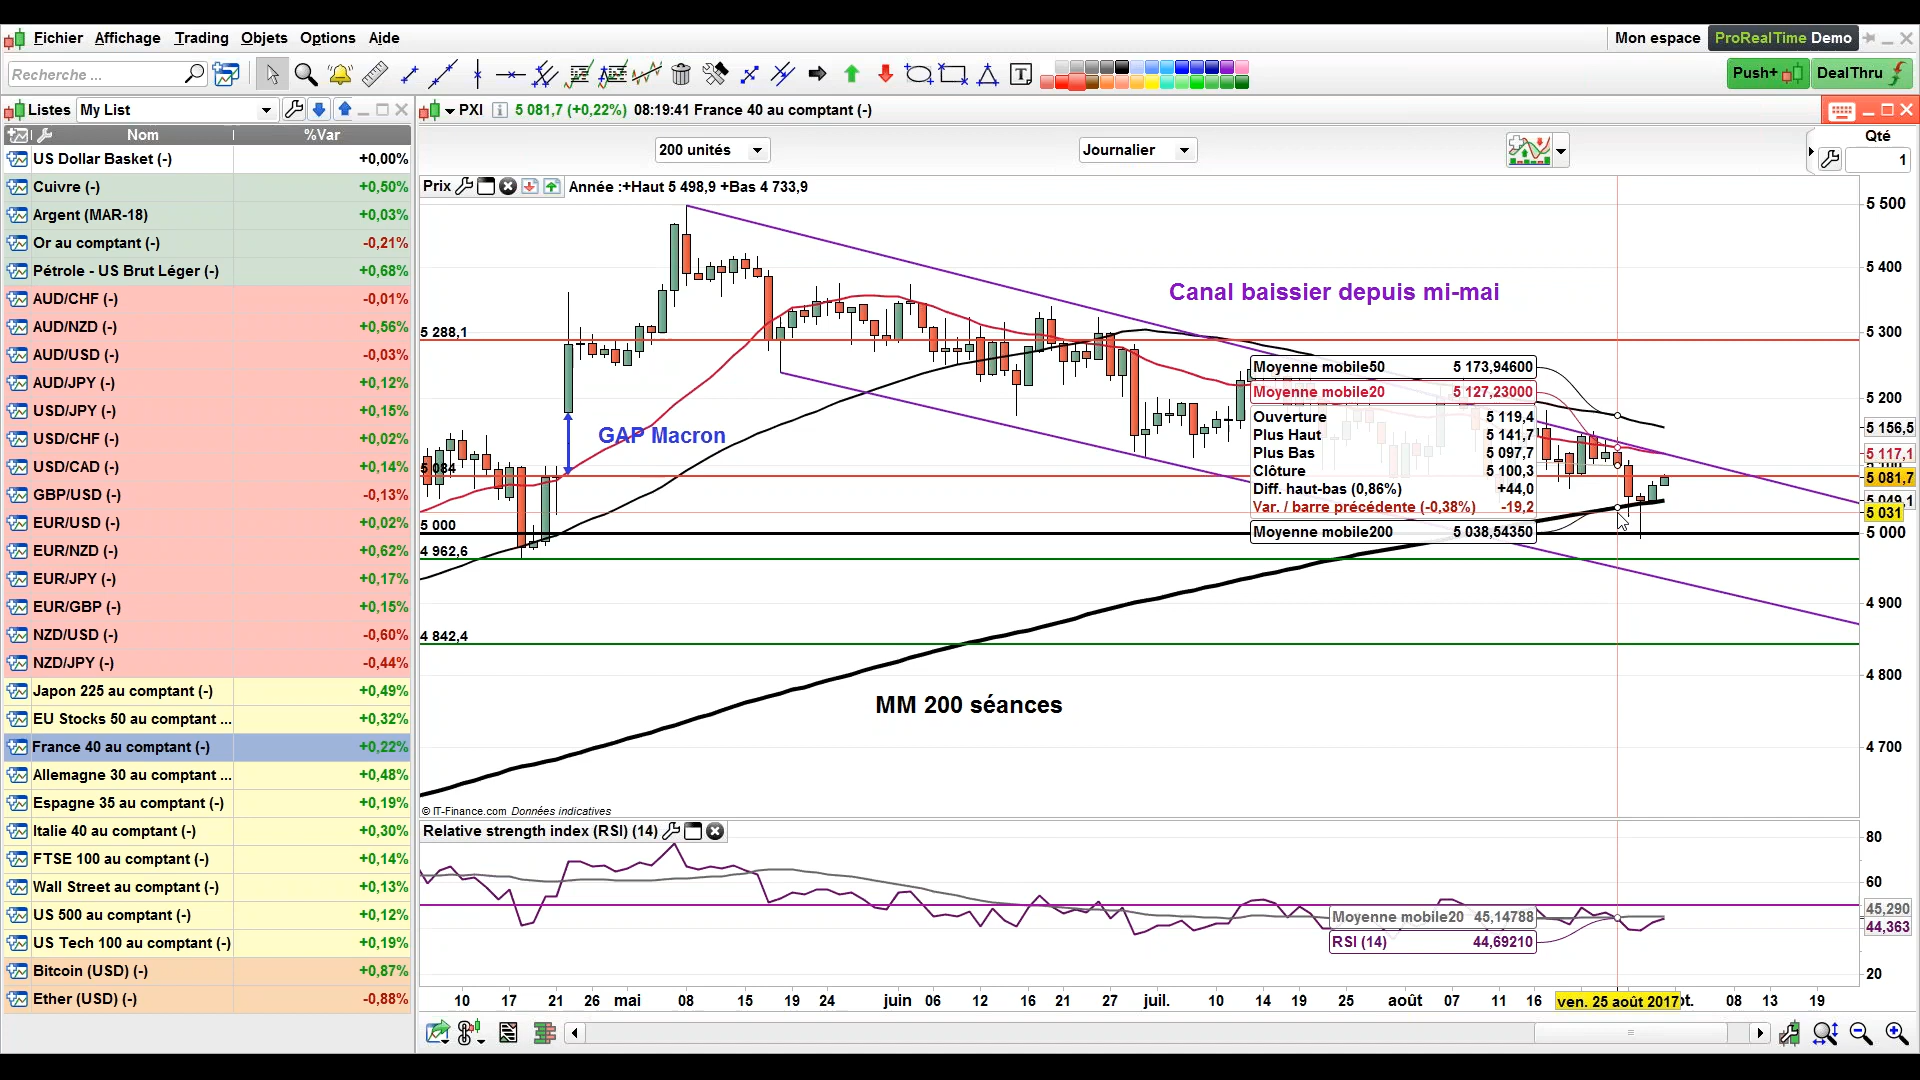 Fichier Affichage Trading Objets Options Aide
Mon espace ProRealTime Demo
Recherche ...
Push+ DealThru
Listes My List
PXI 5 081,7 (+0,22%) 08:19:41 France 40 au comptant (-)
Nom %Var
200 unités Journalier
Qté
1
US Dollar Basket (-) +0,00%
Cuivre (-) +0,50%
Argent (MAR-18) +0,03%
Or au comptant (-) -0,21%
Pétrole - US Brut Léger (-) +0,68%
AUD/CHF (-) -0,01%
AUD/NZD (-) +0,56%
AUD/USD (-) -0,03%
AUD/JPY (-) +0,12%
USD/JPY (-) +0,15%
USD/CHF (-) +0,02%
USD/CAD (-) +0,14%
GBP/USD (-) -0,13%
EUR/USD (-) +0,02%
EUR/NZD (-) +0,62%
EUR/JPY (-) +0,17%
EUR/GBP (-) +0,15%
NZD/USD (-) -0,60%
NZD/JPY (-) -0,44%
Japon 225 au comptant (-) +0,49%
EU Stocks 50 au comptant ... +0,32%
France 40 au comptant (-) +0,22%
Allemagne 30 au comptant ... +0,48%
Espagne 35 au comptant (-) +0,19%
Italie 40 au comptant (-) +0,30%
FTSE 100 au comptant (-) +0,14%
Wall Street au comptant (-) +0,13%
US 500 au comptant (-) +0,12%
US Tech 100 au comptant (-) +0,19%
Bitcoin (USD) (-) +0,87%
Ether (USD) (-) -0,88%
Prix Année :+Haut 5 498,9 +Bas 4 733,9
Canal baissier depuis mi-mai
5 288,1
GAP Macron
5 084
5 000
4 962,6
4 842,4
MM 200 séances
Moyenne mobile50 5 173,94600
Moyenne mobile20 5 127,23000
Ouverture 5 119,4
Plus Haut 5 141,7
Plus Bas 5 097,7
Clôture 5 100,3
Diff. haut-bas (0,86%) +44,0
Var. / barre précédente (-0,38%) -19,2
Moyenne mobile200 5 038,54350
5 500
5 400
5 300
5 200
5 156,5
5 117,1
5 081,7
5 049,1
5 031
5 000
4 900
4 800
4 700
© IT-Finance.com Données indicatives
Relative strength index (RSI) (14)
Moyenne mobile20 45,14788
RSI (14) 44,69210
80
60
45,290
44,363
20
10 17 21 26 mai 08 15 19 24 juin 06 12 16 21 27 juil. 10 14 19 25 août 07 11 16 ven. 25 août 2017 pt. 08 13 19